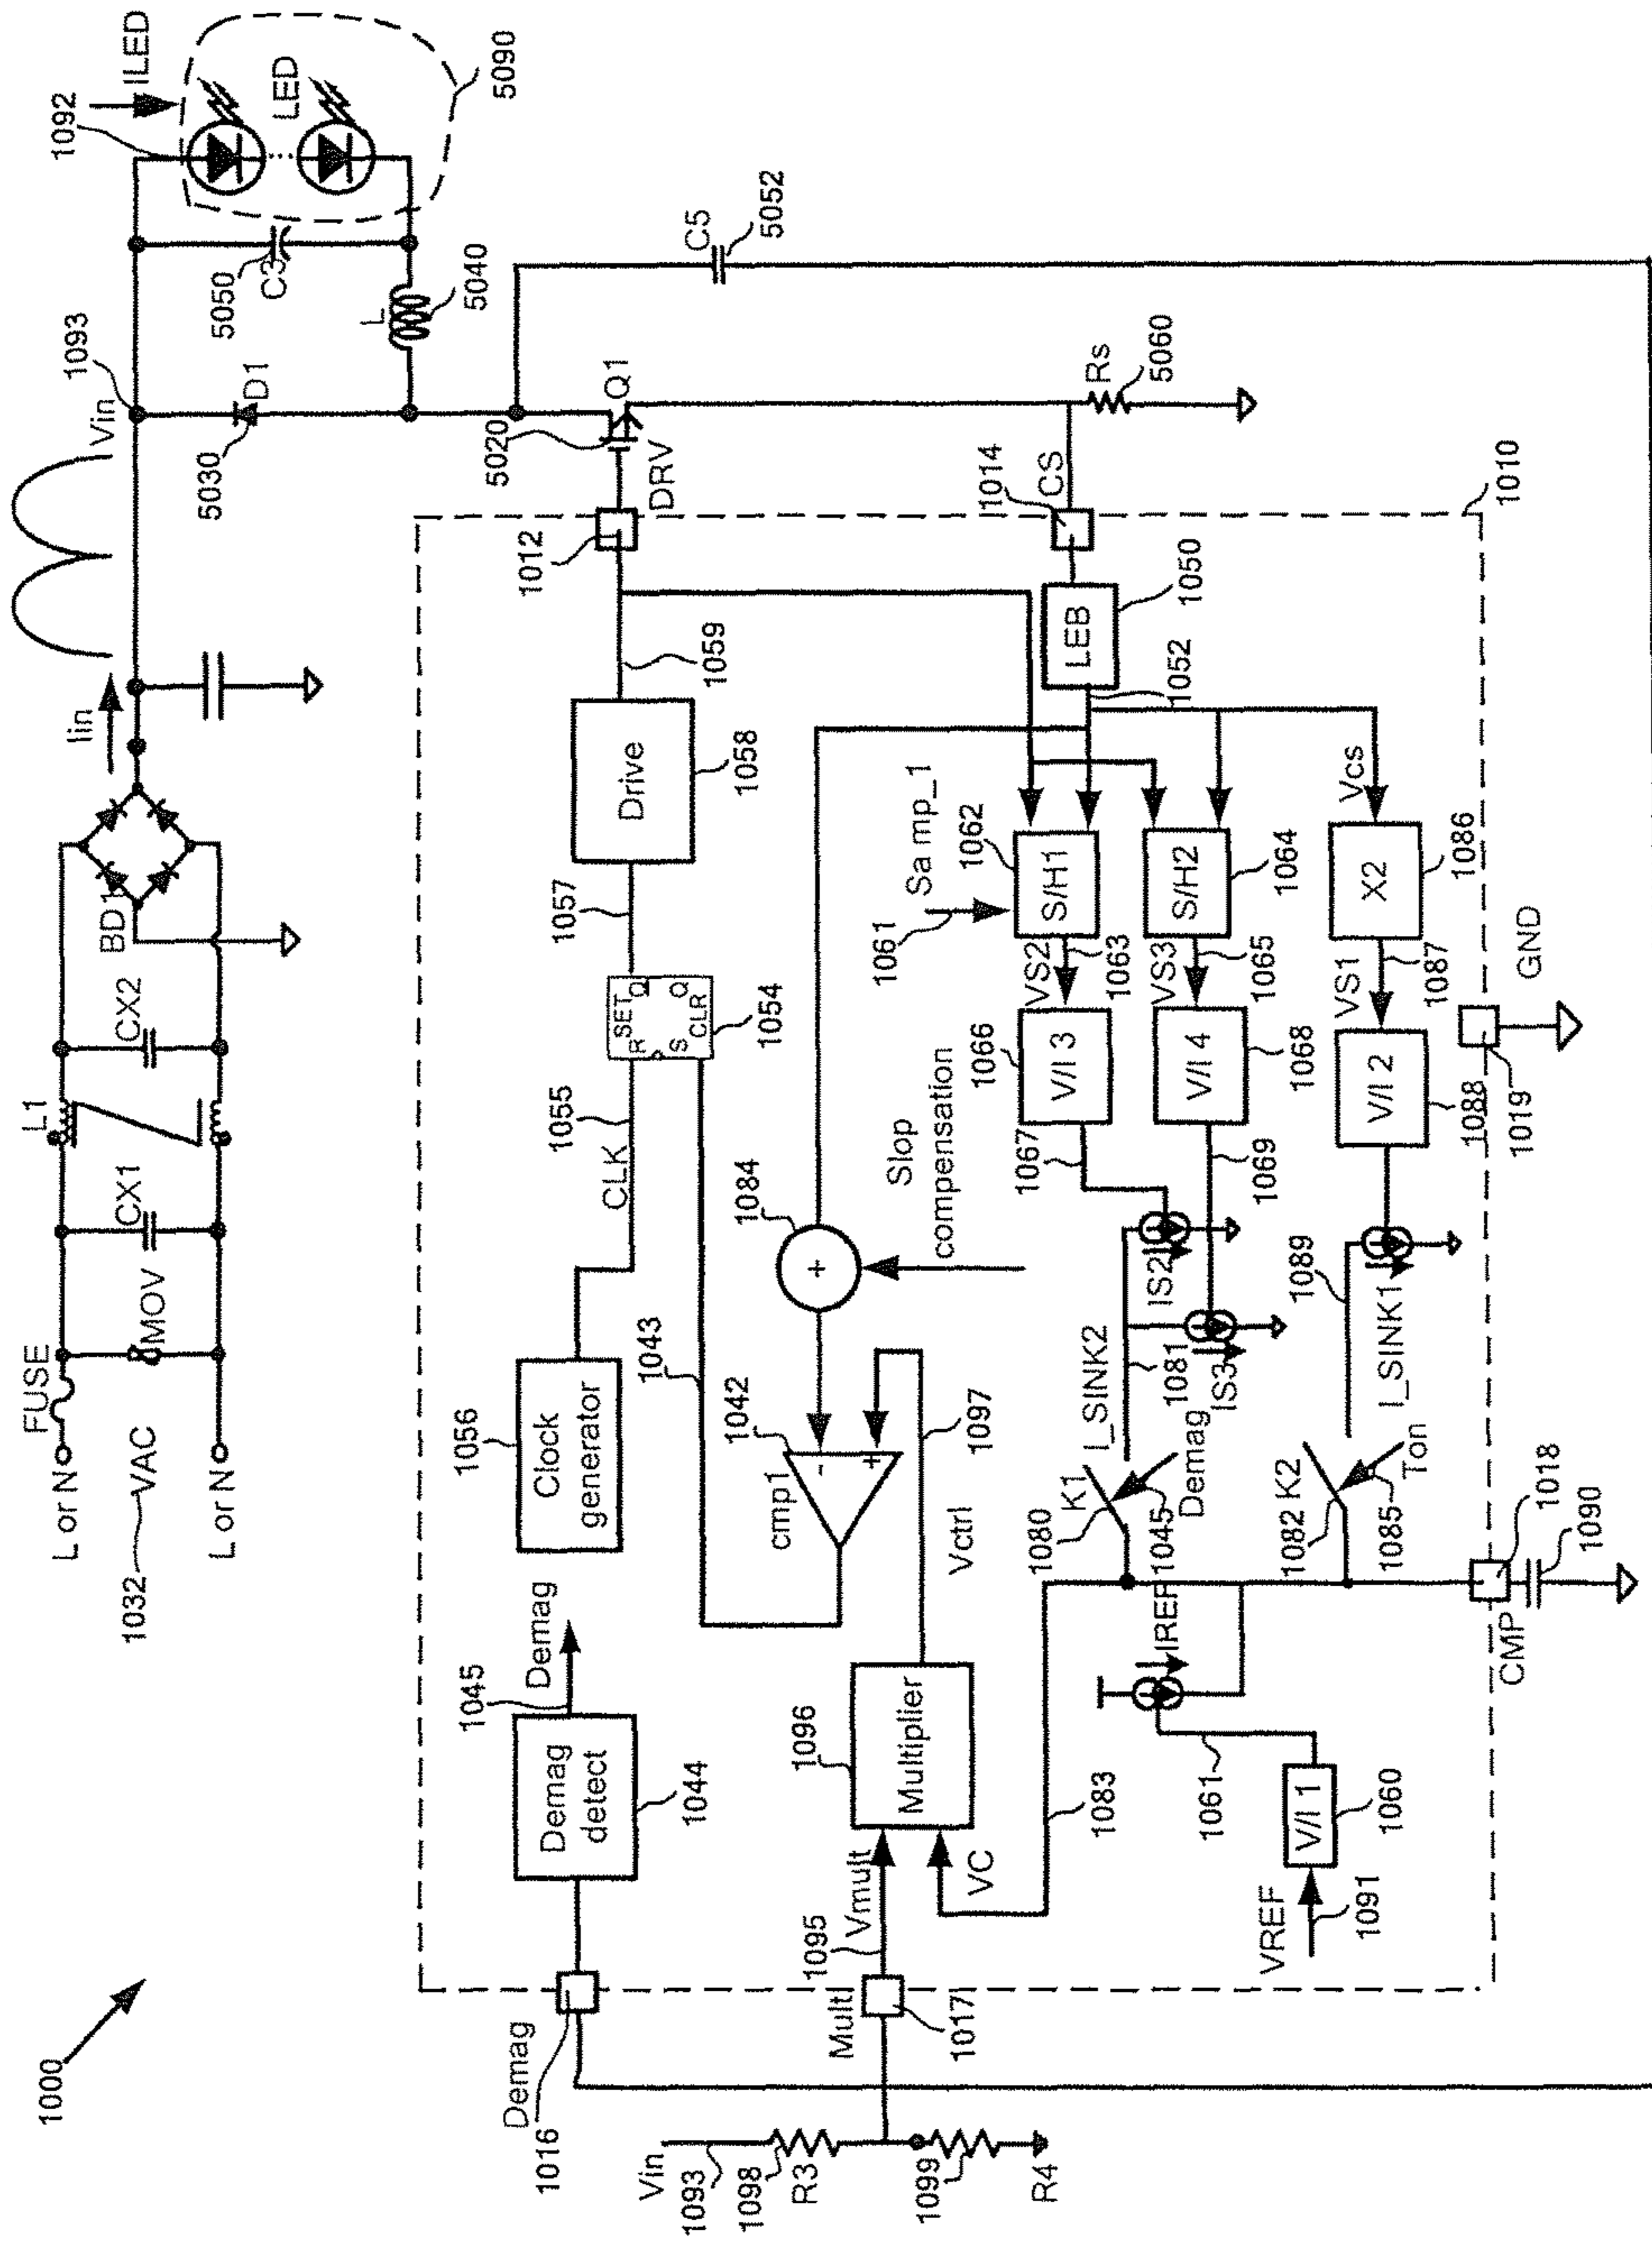 1000
L or N
FUSE
VAC
1032
L or N
MOV
CX1
L1
CX2
BD1
Iin
Vin
1093
5030
D1
L
5040
5050
C3
1092
ILED
LED
5090
C5
5052
5020
Q1
DRV
1012
Rs
5060
CS
1014
1010
Demag
1016
Demag
detect
1044
1045
Demag
Clock
generator
1056
CLK
1055
R
SET
Q
S
CLR
Q
1054
1057
Drive
1058
1059
LEB
1050
1052
1043
cmp1
1042
-
+
1084
+
Slop
compensation
Vin
1093
1098
R3
1099
R4
Mult
1017
1095
Vmult
VC
Multiplier
1096
Vctrl
1097
1083
Sa mp_1
1061
S/H1
1062
VS2
1063
V/I 3
1066
1067
S/H2
1064
VS3
1065
V/I 4
1068
1069
Vcs
X2
1086
VS1
1087
V/I 2
1088
IS2
IS3
I_SINK2
1081
K1
1080
1045
Demag
I_SINK1
1089
K2
1082
1085
Ton
IREF
1061
V/I 1
1060
VREF
1091
CMP
1018
1090
1019
GND